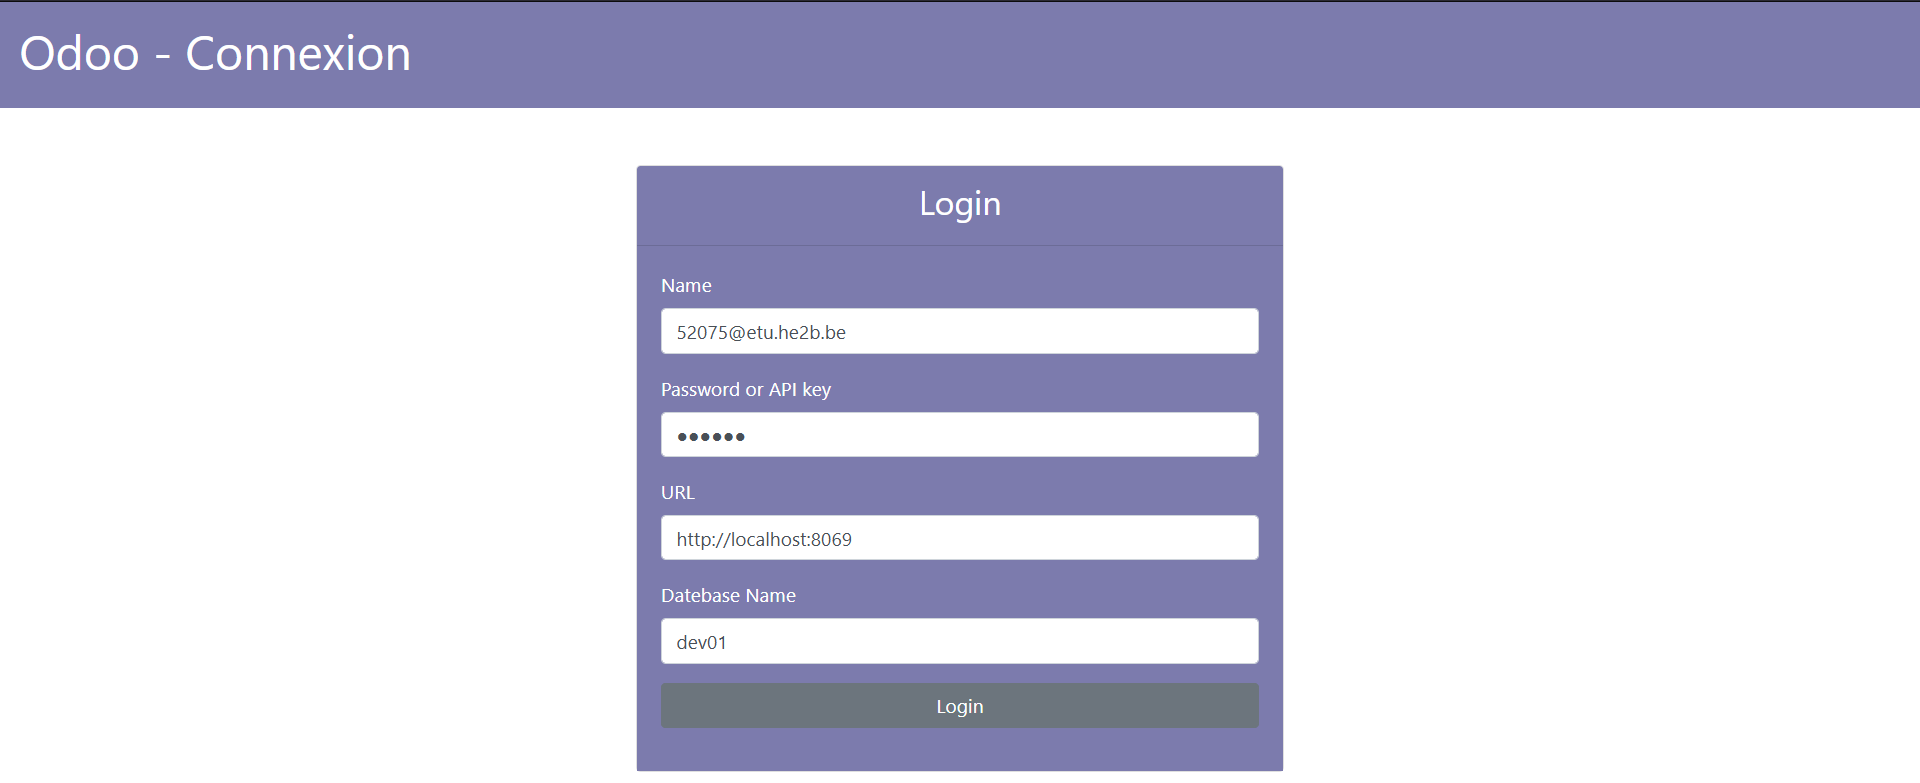 Odoo - Connexion
Login
Name
52075@etu.he2b.be
Password or API key
••••••
URL
http://localhost:8069
Datebase Name
dev01
Login